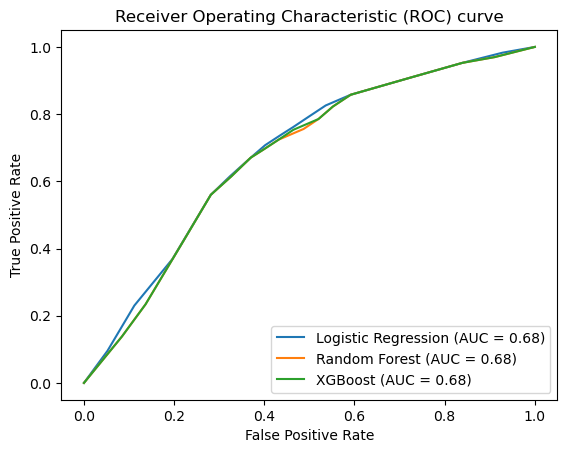 Receiver Operating Characteristic (ROC) curve
True Positive Rate
1.0
0.8
0.6
0.4
0.2
0.0
Logistic Regression (AUC = 0.68)
Random Forest (AUC = 0.68)
XGBoost (AUC = 0.68)
0.0 0.2 0.4 0.6 0.8 1.0
False Positive Rate